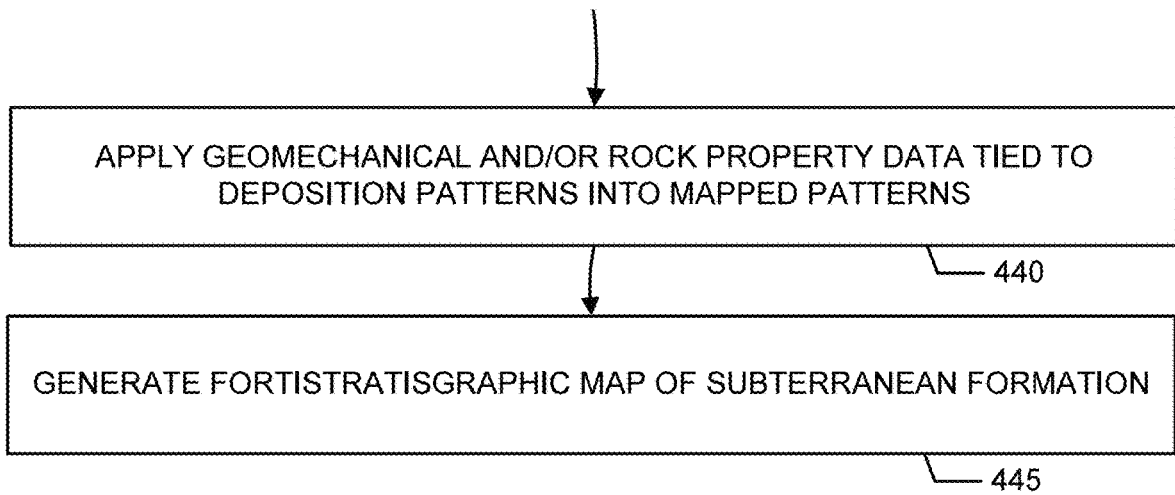 APPLY GEOMECHANICAL AND/OR ROCK PROPERTY DATA TIED TO
DEPOSITION PATTERNS INTO MAPPED PATTERNS
440
GENERATE FORTISTRATISGRAPHIC MAP OF SUBTERRANEAN FORMATION
445